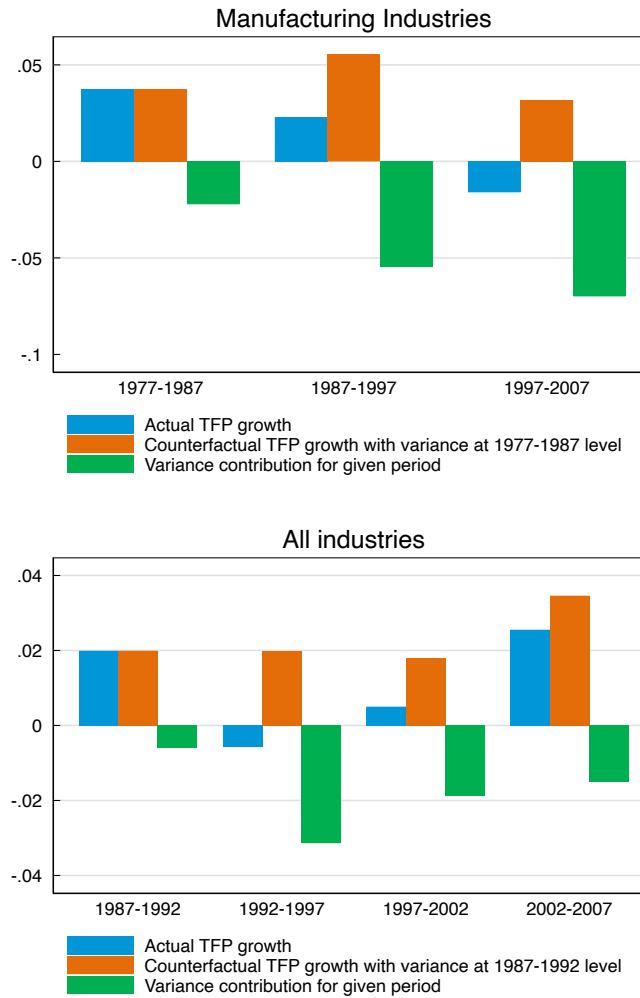 Manufacturing Industries
.05
0
-.05
-.1
1977-1987 1987-1997 1997-2007
Actual TFP growth
Counterfactual TFP growth with variance at 1977-1987 level
Variance contribution for given period
All industries
.04
.02
0
-.02
-.04
1987-1992 1992-1997 1997-2002 2002-2007
Actual TFP growth
Counterfactual TFP growth with variance at 1987-1992 level
Variance contribution for given period